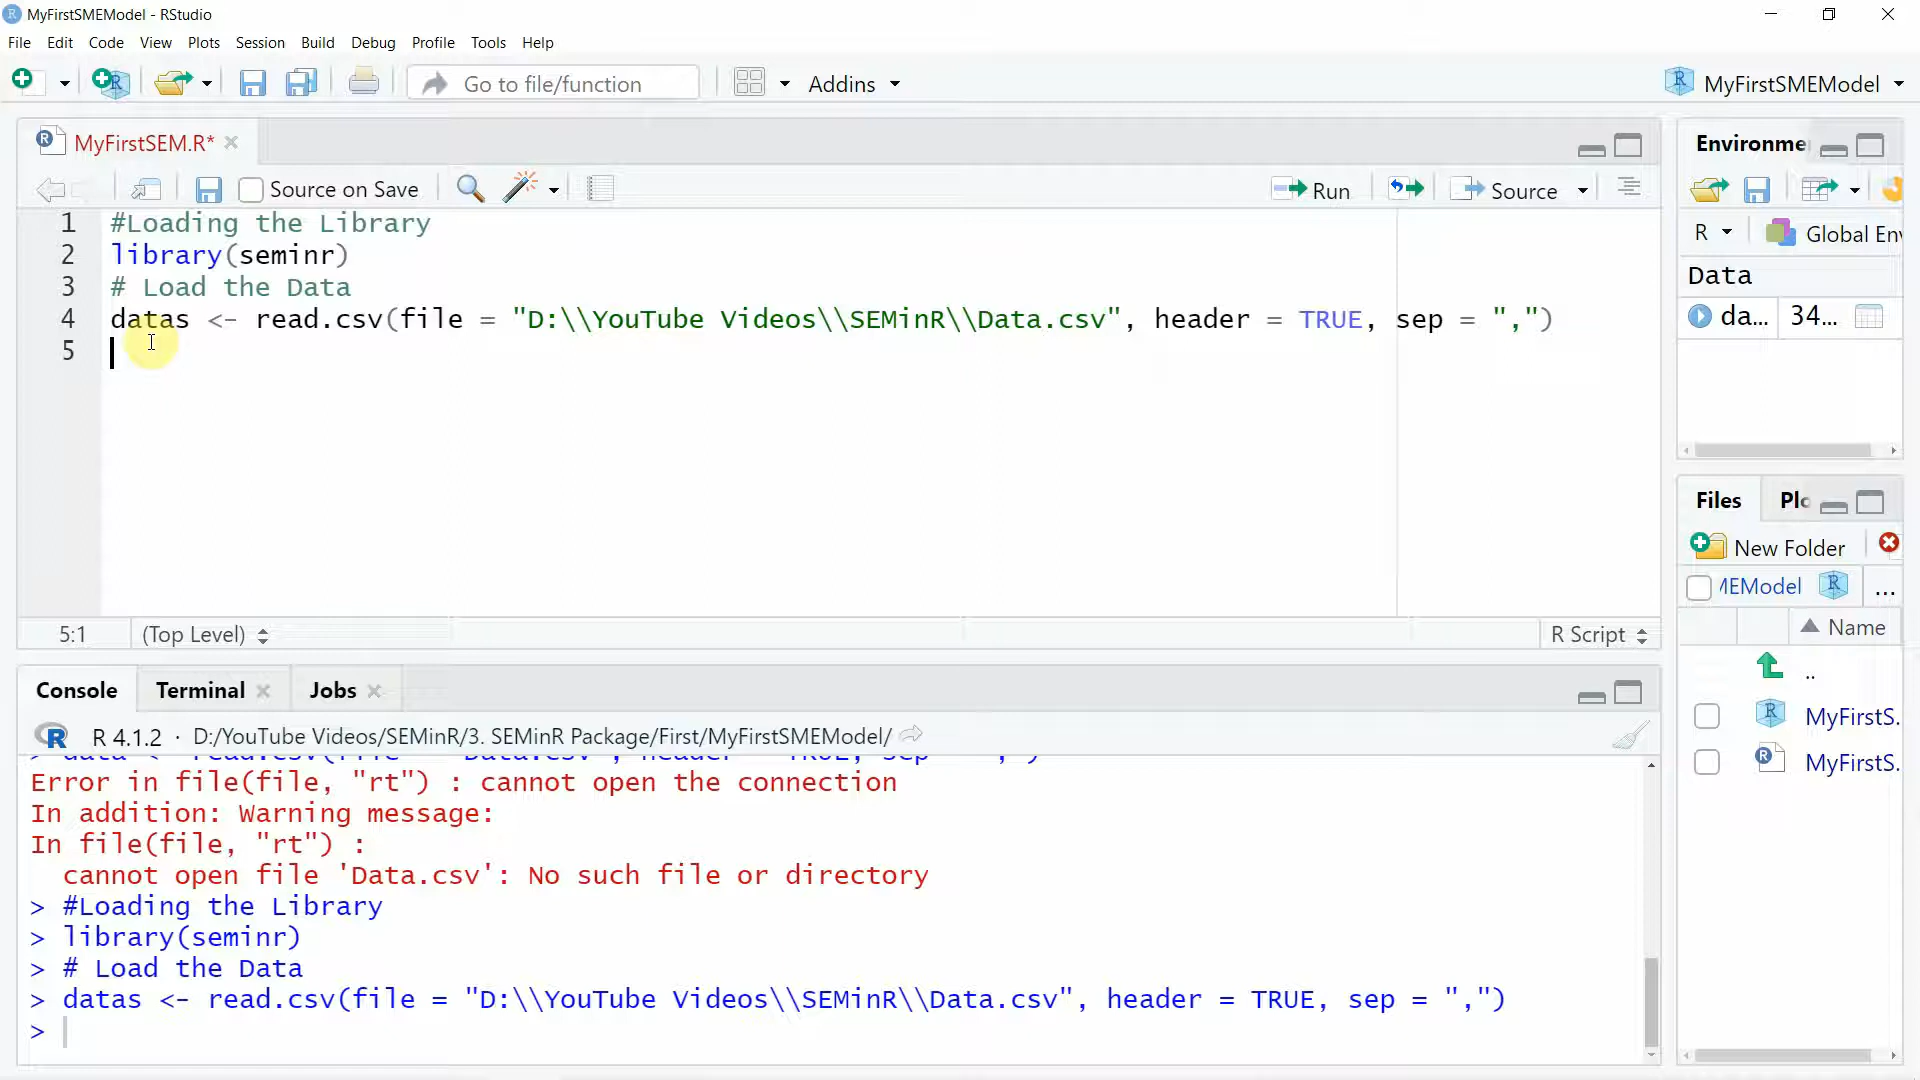 MyFirstSMEModel - RStudio
File Edit Code View Plots Session Build Debug Profile Tools Help
Go to file/function Addins MyFirstSMEModel
MyFirstSEM.R*
Source on Save Run Source
1 #Loading the Library
2 library(seminr)
3 # Load the Data
4 datas <- read.csv(file = "D:\\YouTube Videos\\SEMinR\\Data.csv", header = TRUE, sep = ",")
5
5:1 (Top Level) R Script
Console Terminal Jobs
R 4.1.2 · D:/YouTube Videos/SEMinR/3. SEMinR Package/First/MyFirstSMEModel/
Error in file(file, "rt") : cannot open the connection
In addition: Warning message:
In file(file, "rt") :
cannot open file 'Data.csv': No such file or directory
> #Loading the Library
> library(seminr)
> # Load the Data
> datas <- read.csv(file = "D:\\YouTube Videos\\SEMinR\\Data.csv", header = TRUE, sep = ",")
>
Environme
R Global Env
Data
da... 34...
Files Plo
New Folder
MEModel ...
Name
..
MyFirstS.
MyFirstS.